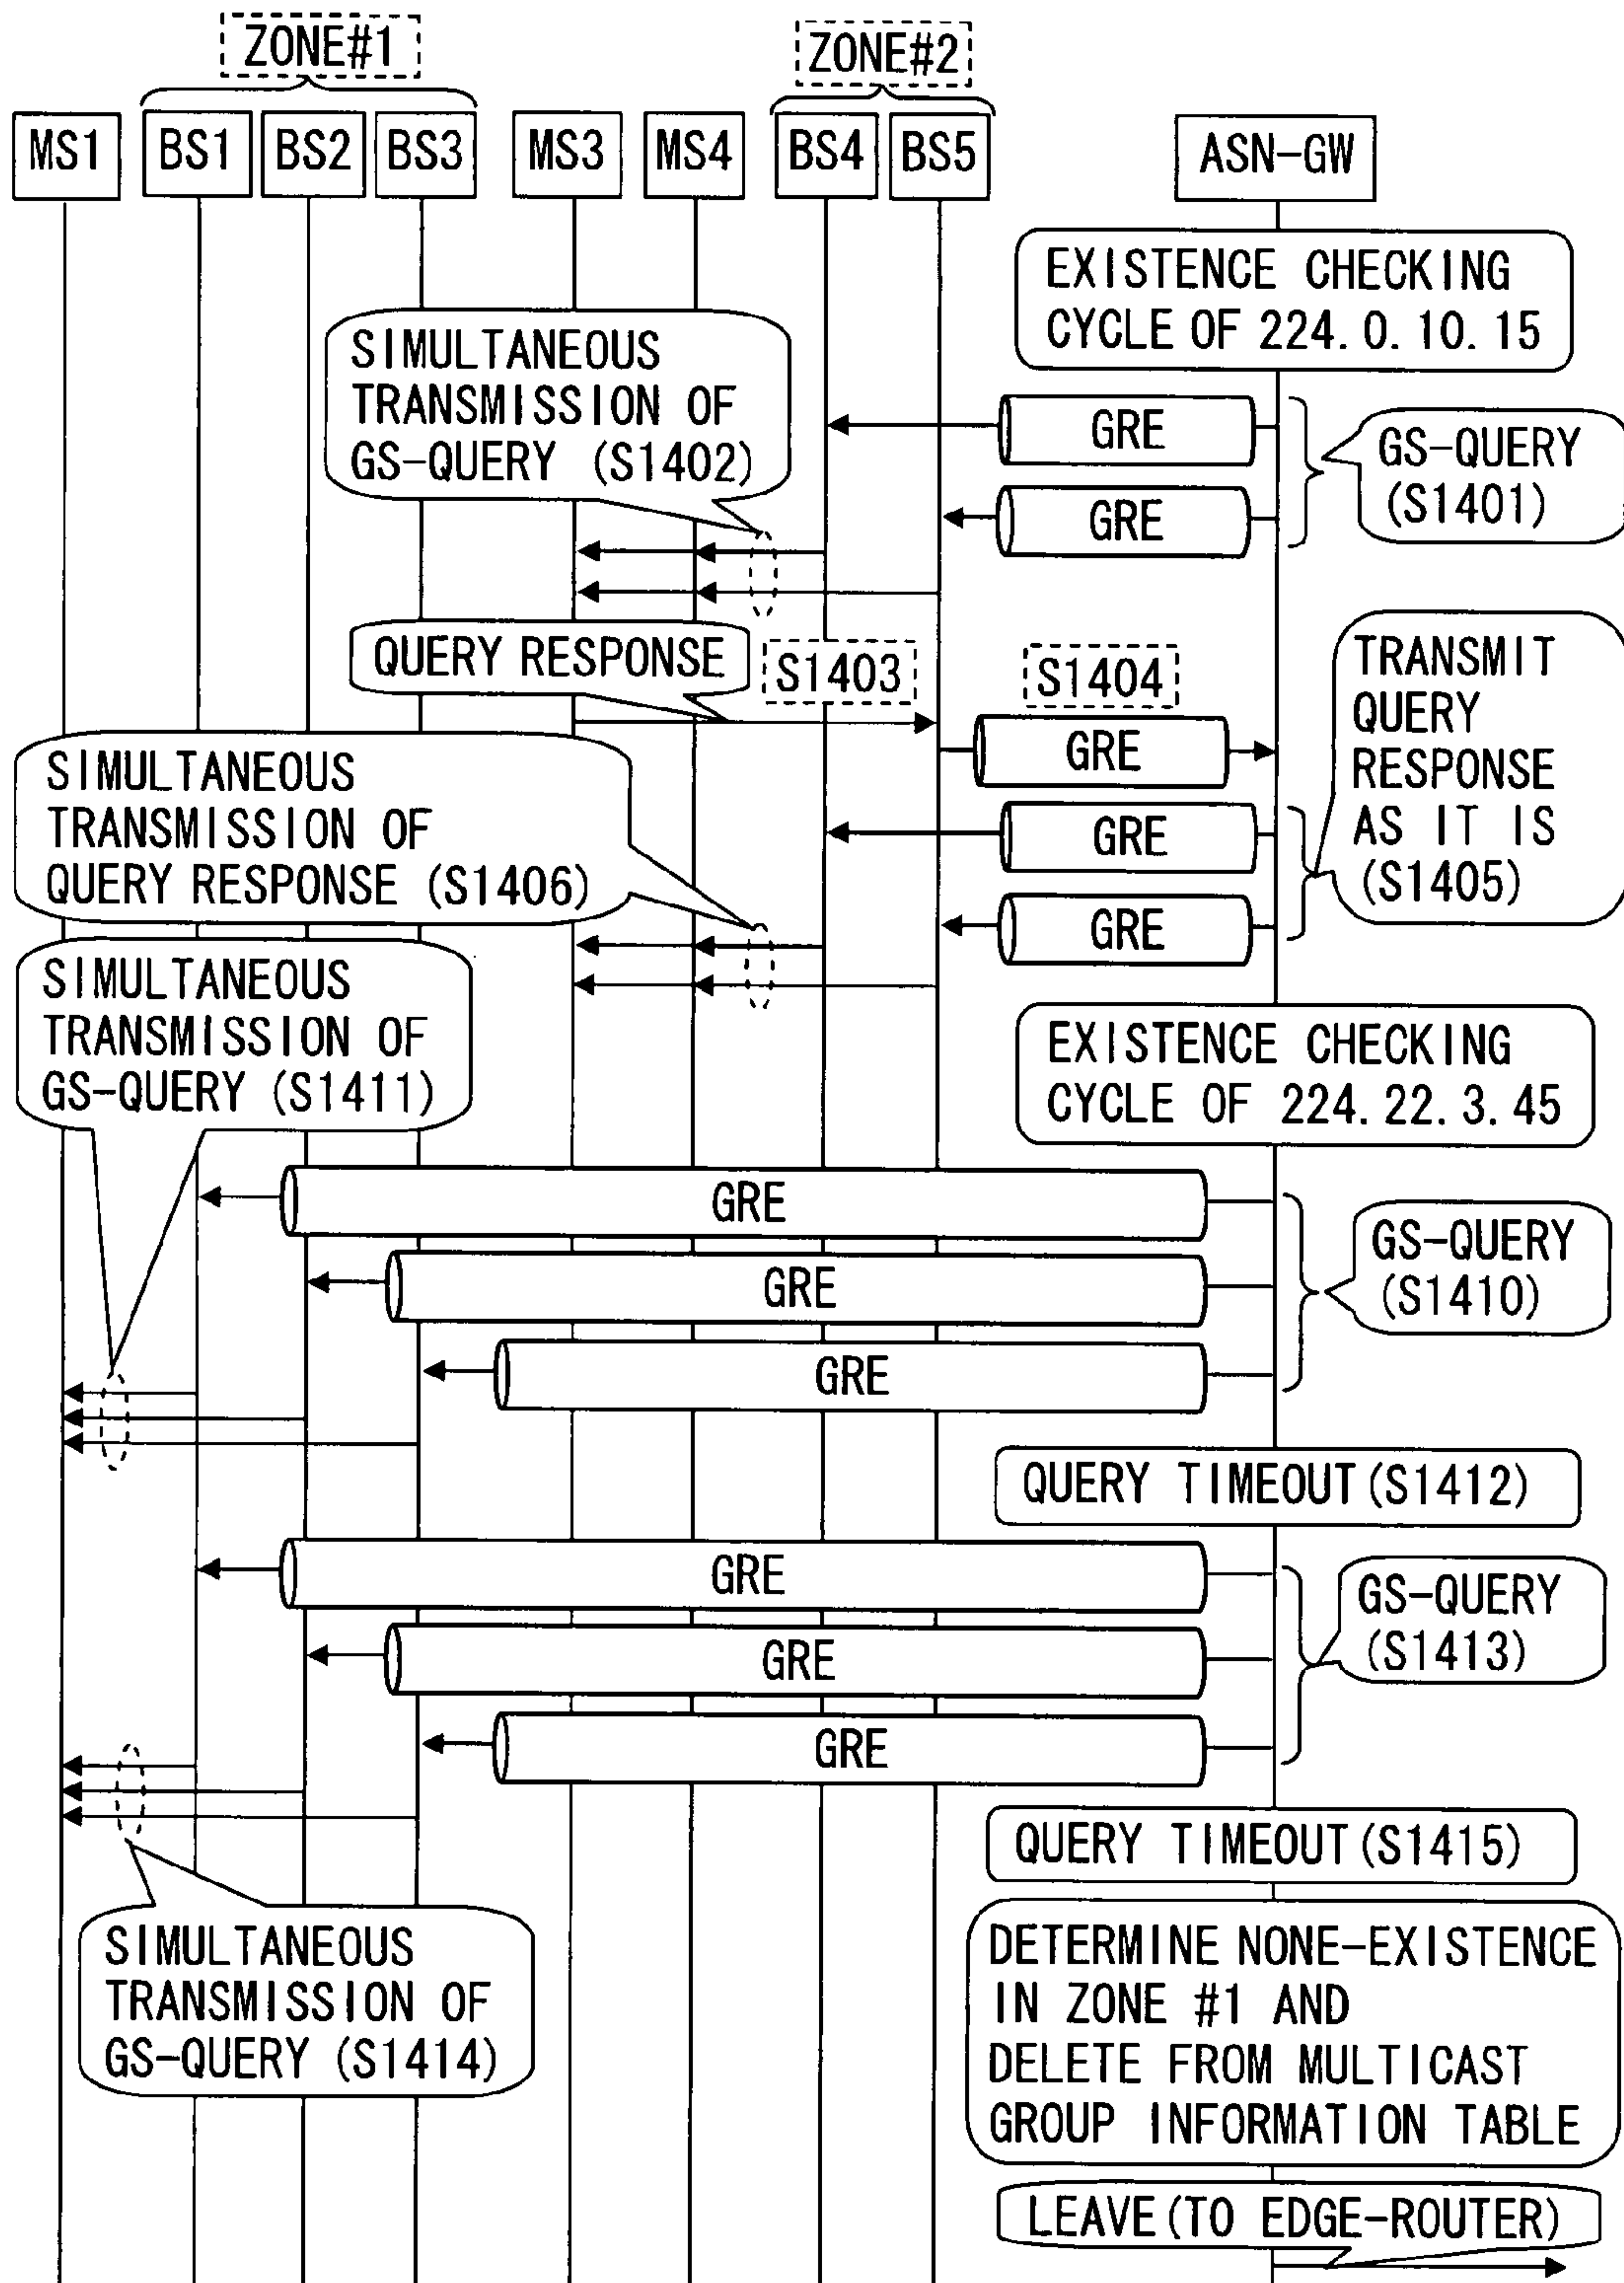 ZONE#1
ZONE#2
MS1
BS1
BS2
BS3
MS3
MS4
BS4
BS5
ASN-GW
EXISTENCE CHECKING
CYCLE OF 224.0.10.15
SIMULTANEOUS
TRANSMISSION OF
GS-QUERY (S1402)
GRE
GS-QUERY
(S1401)
GRE
QUERY RESPONSE
S1403
S1404
TRANSMIT
QUERY
RESPONSE
AS IT IS
(S1405)
GRE
SIMULTANEOUS
TRANSMISSION OF
QUERY RESPONSE (S1406)
GRE
GRE
SIMULTANEOUS
TRANSMISSION OF
GS-QUERY (S1411)
EXISTENCE CHECKING
CYCLE OF 224.22.3.45
GRE
GRE
GRE
GS-QUERY
(S1410)
QUERY TIMEOUT(S1412)
GRE
GRE
GRE
GS-QUERY
(S1413)
QUERY TIMEOUT(S1415)
SIMULTANEOUS
TRANSMISSION OF
GS-QUERY (S1414)
DETERMINE NONE-EXISTENCE
IN ZONE #1 AND
DELETE FROM MULTICAST
GROUP INFORMATION TABLE
LEAVE(TO EDGE-ROUTER)